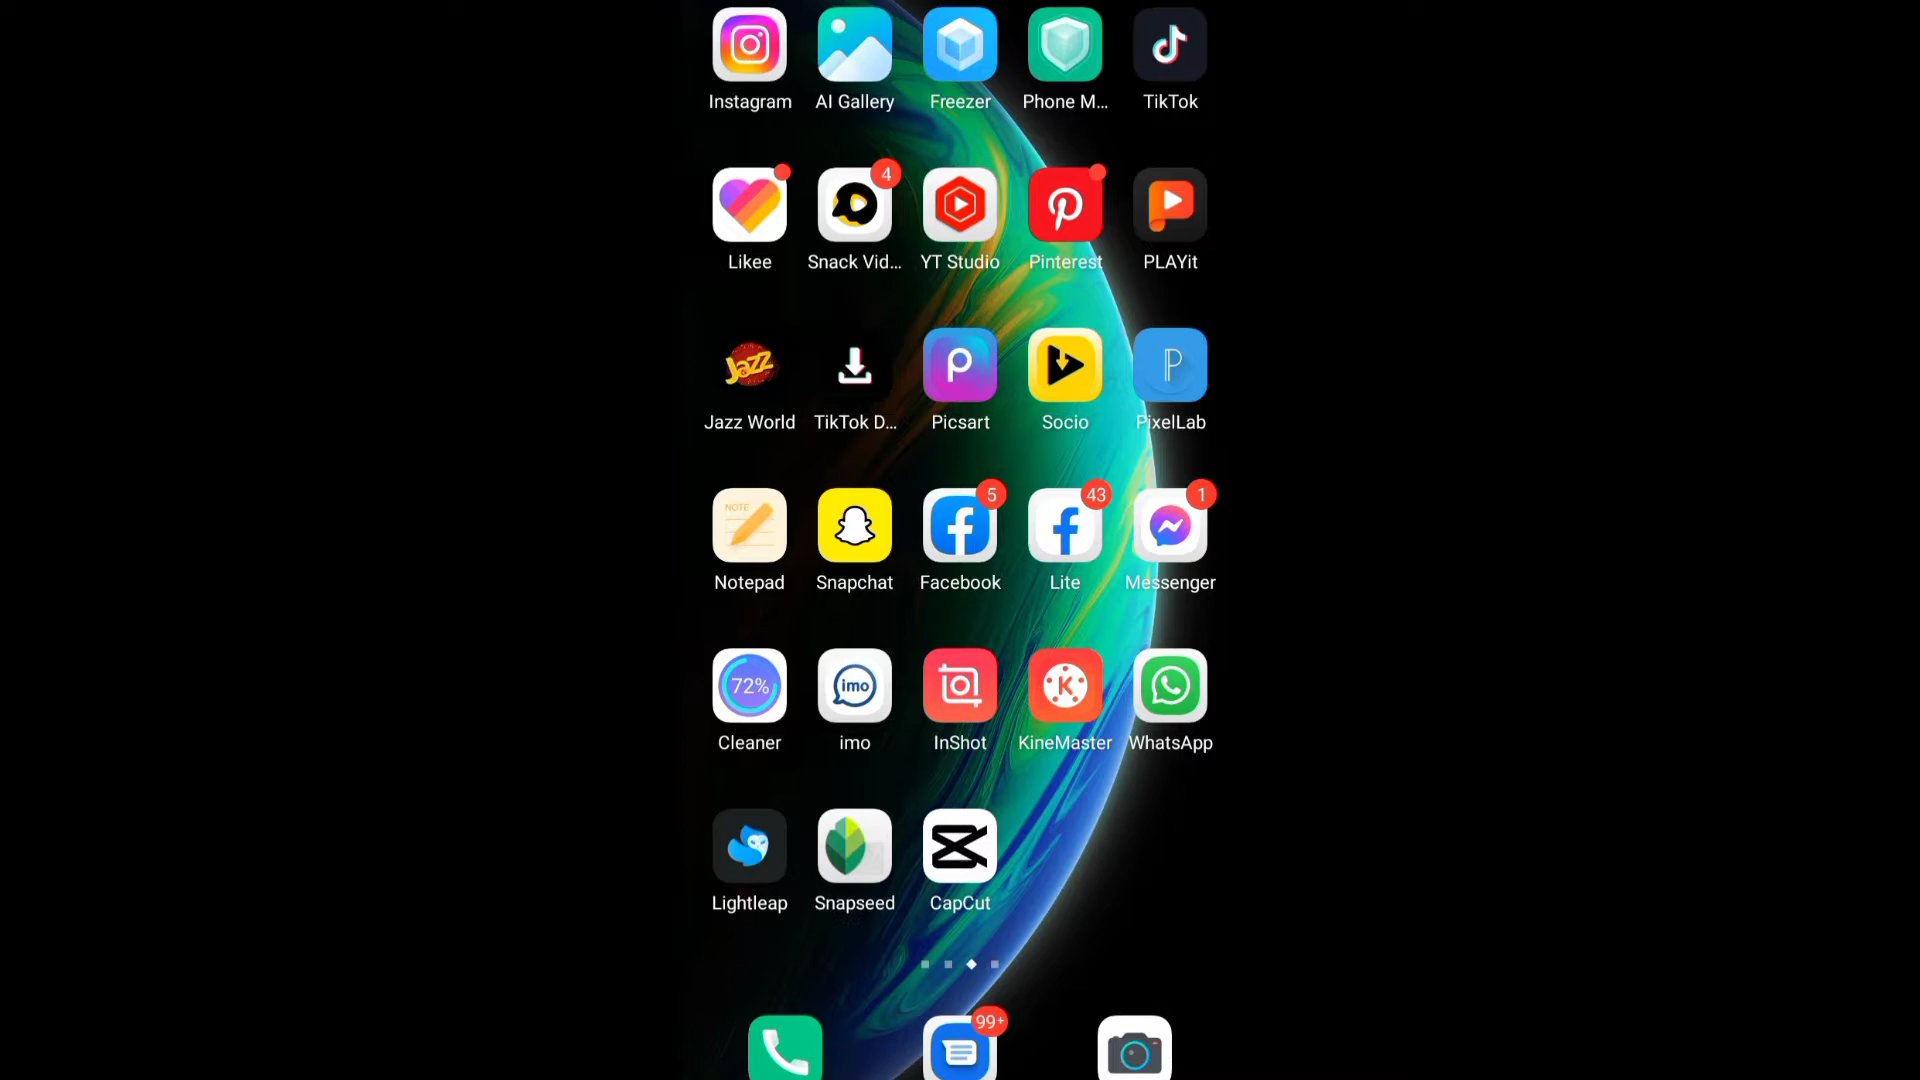 Instagram AI Gallery Freezer Phone M... TikTok
4
Likee Snack Vid... YT Studio Pinterest PLAYit
Jazz
Jazz World TikTok D... Picsart Socio PixelLab
NOTE 5 43 1
Notepad Snapchat Facebook Lite Messenger
72% imo K
Cleaner imo InShot KineMaster WhatsApp
Lightleap Snapseed CapCut
99+